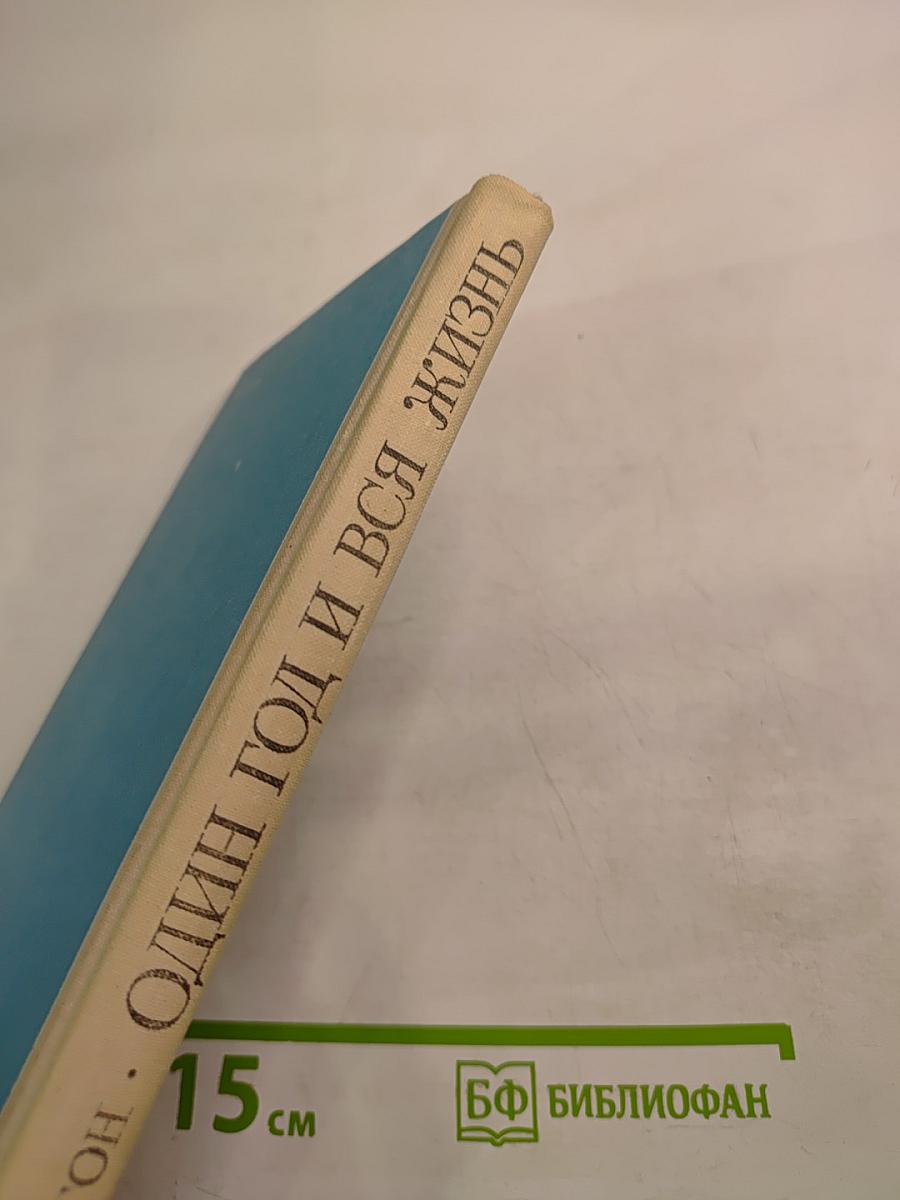 ОН · ОДИН ГОД И ВСЯ ЖИЗНЬ
15 см
БФ БИБЛИОФАН